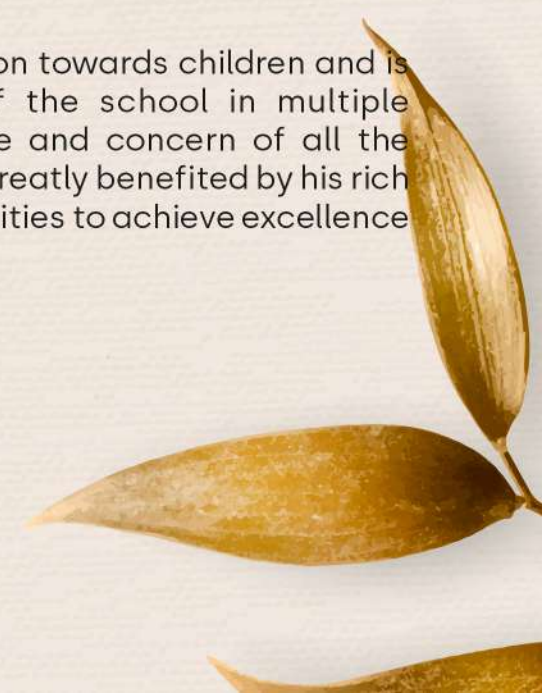 on towards children and is
f the school in multiple
e and concern of all the
reatly benefited by his rich
ities to achieve excellence